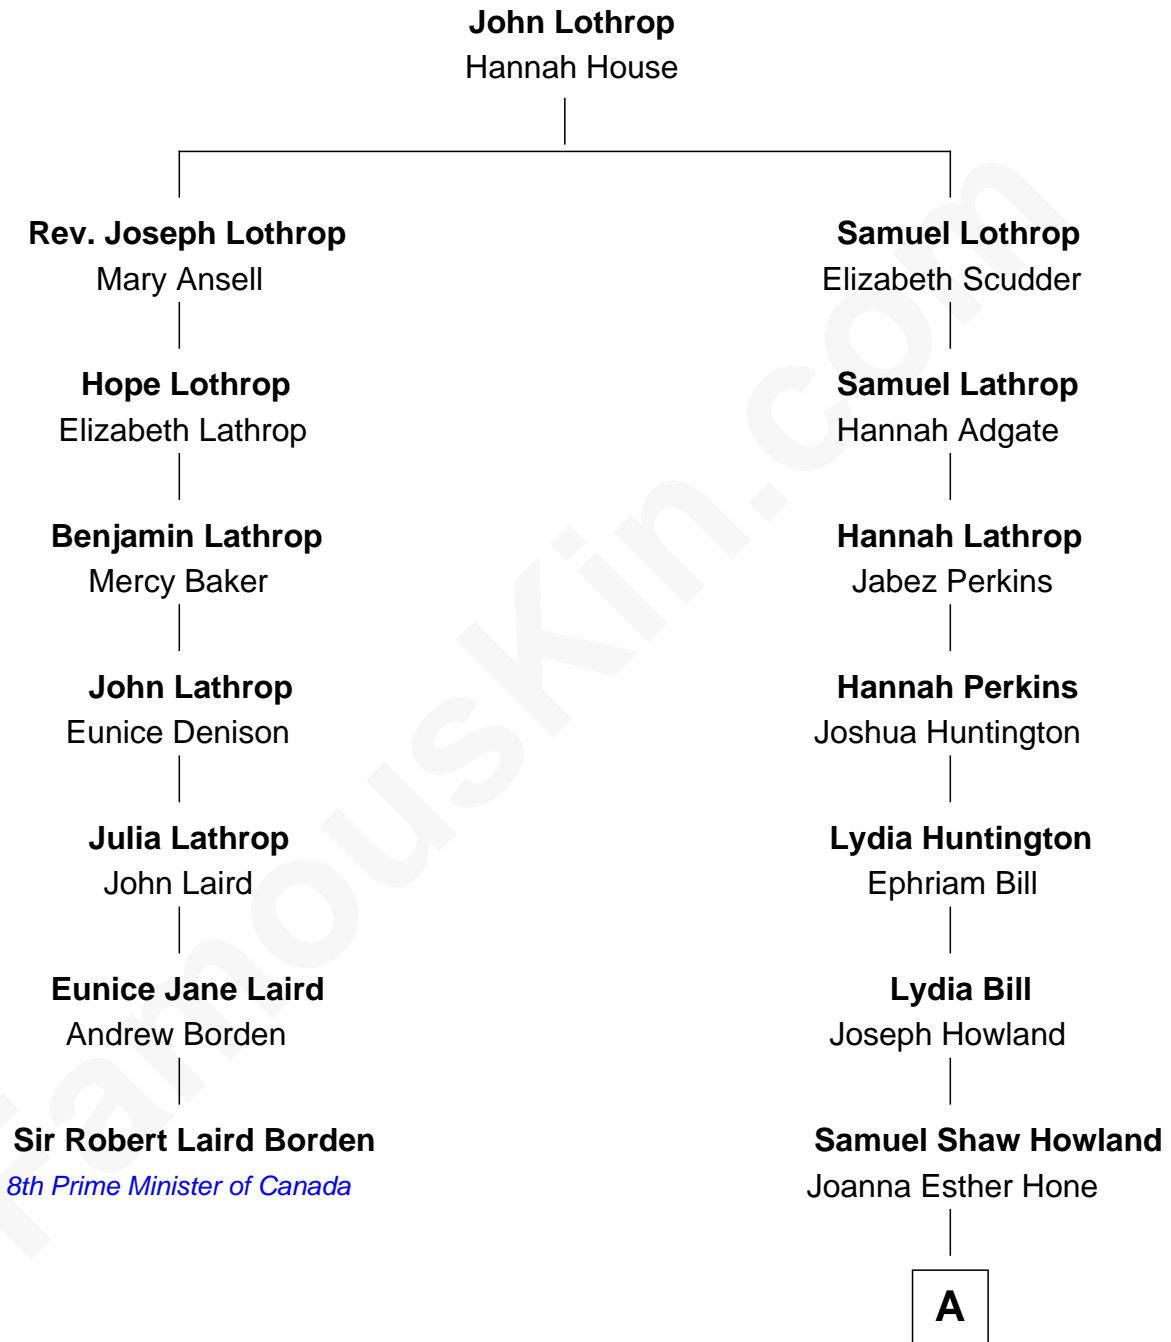 John Lothrop
Hannah House
Rev. Joseph Lothrop
Mary Ansell
Samuel Lothrop
Elizabeth Scudder
Hope Lothrop
Elizabeth Lathrop
Samuel Lathrop
Hannah Adgate
Benjamin Lathrop
Mercy Baker
Hannah Lathrop
Jabez Perkins
John Lathrop
Eunice Denison
Hannah Perkins
Joshua Huntington
Julia Lathrop
John Laird
Lydia Huntington
Ephriam Bill
Eunice Jane Laird
Andrew Borden
Lydia Bill
Joseph Howland
Sir Robert Laird Borden
8th Prime Minister of Canada
Samuel Shaw Howland
Joanna Esther Hone
A
FamousKin.com